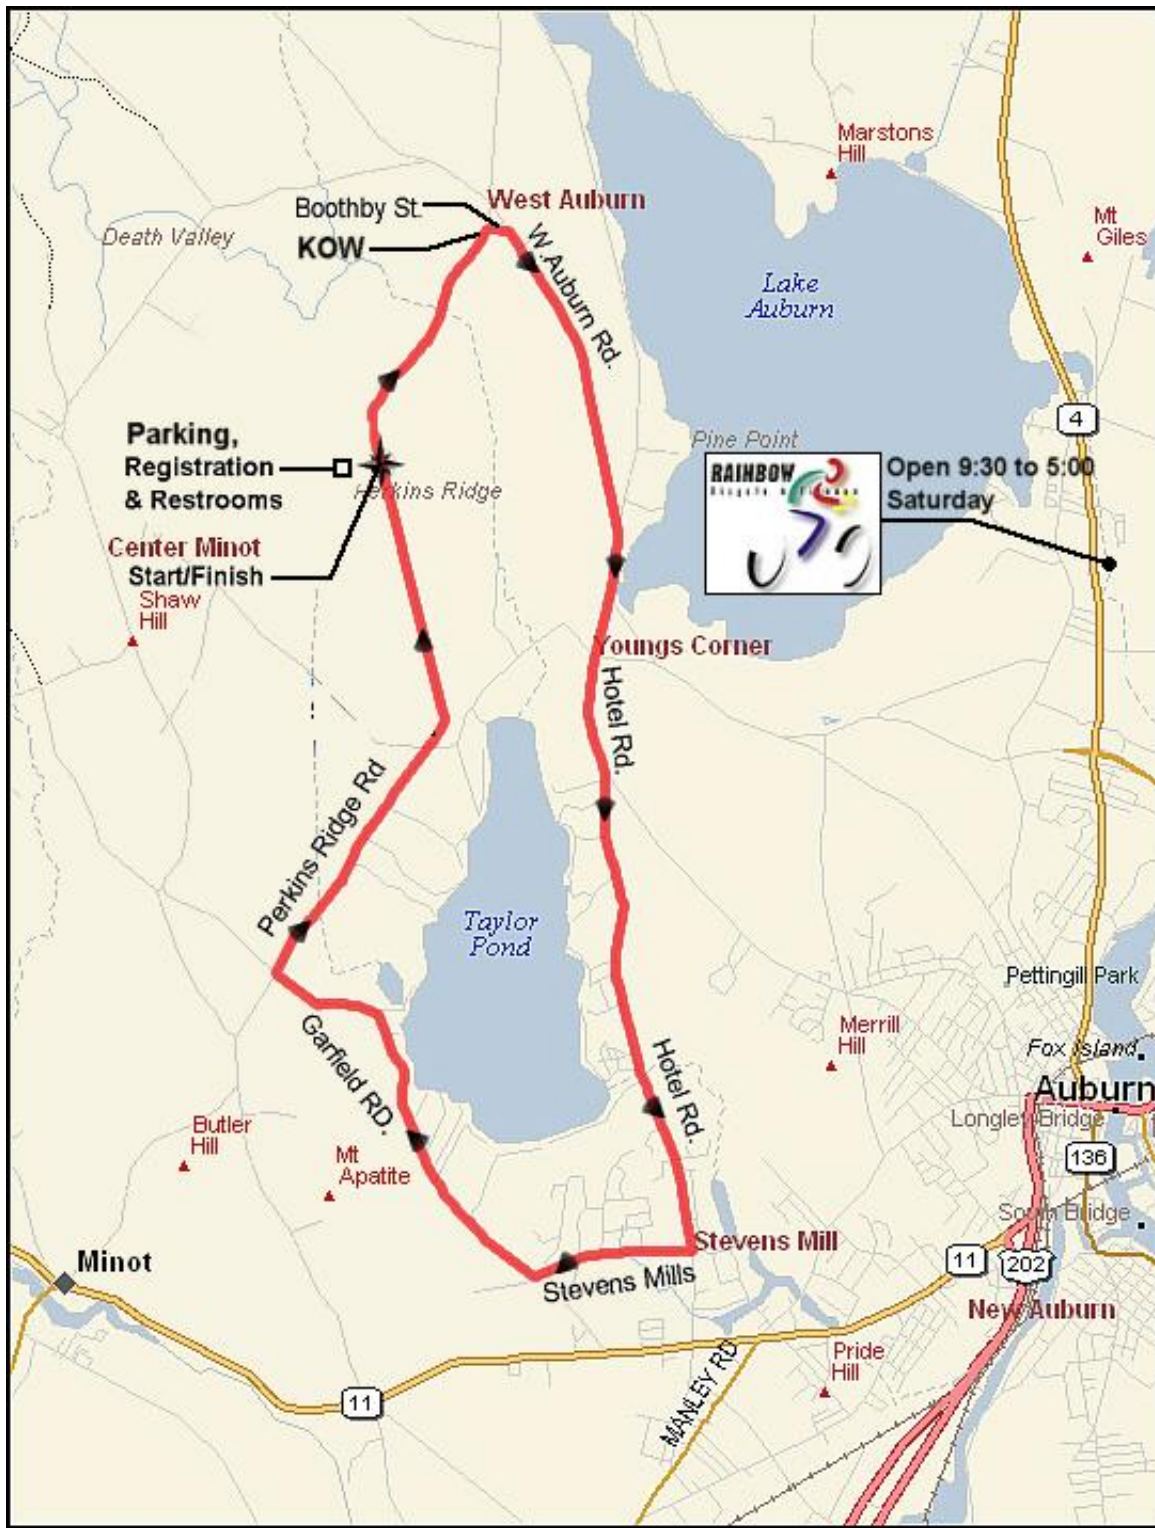 Marstons
Hill
Mt
Giles
West Auburn
Boothby St.
KOW
Death Valley
W.Auburn Rd.
Lake
Auburn
4
Parking,
Registration
& Restrooms
Perkins Ridge
Pine Point
RAINBOW
Open 9:30 to 5:00
Saturday
Center Minot
Start/Finish
Shaw
Hill
Youngs Corner
Hotel Rd.
Perkins Ridge Rd
Taylor
Pond
Pettingill Park
Garfield RD.
Merrill
Hill
Fox Island
Hotel Rd.
Auburn
Longley Bridge
Butler
Hill
Mt
Apatite
136
South Bridge
Stevens Mill
Minot
Stevens Mills
11
202
New Auburn
MANLEY RD
Pride
Hill
11